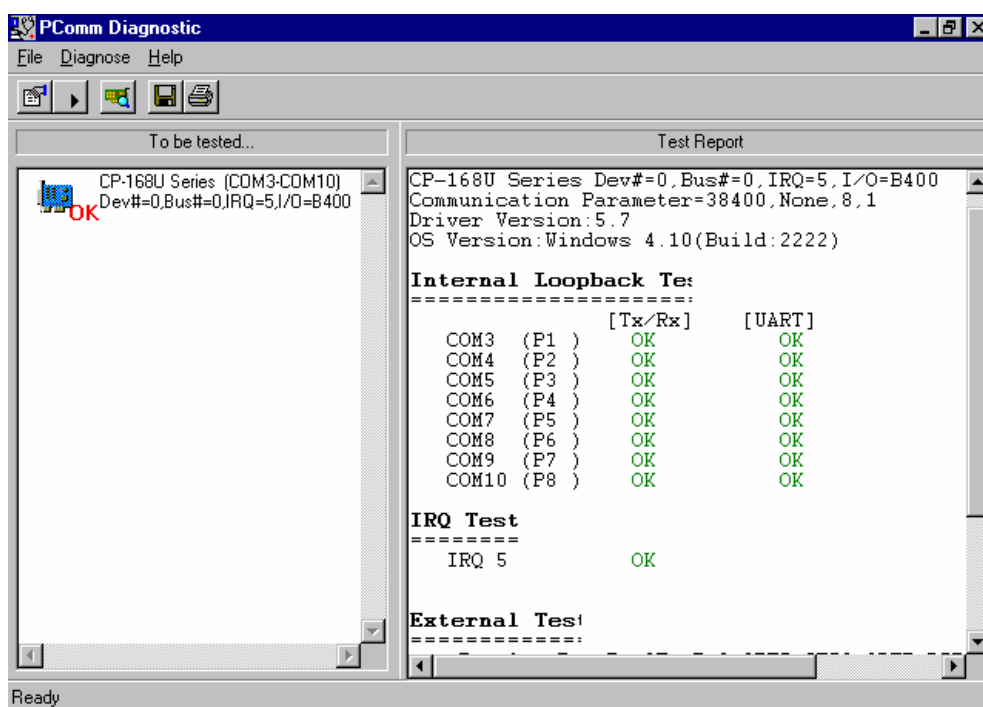 PComm Diagnostic
File Diagnose Help
To be tested...
CP-168U Series (COM3-COM10)
Dev#=0,Bus#=0,IRQ=5,I/O=B400
OK
Test Report
CP-168U Series Dev#=0,Bus#=0,IRQ=5,I/O=B400
Communication Parameter=38400,None,8,1
Driver Version:5.7
OS Version:Windows 4.10(Build:2222)
Internal Loopback Tes
=====================
[Tx/Rx] [UART]
COM3 (P1 ) OK OK
COM4 (P2 ) OK OK
COM5 (P3 ) OK OK
COM6 (P4 ) OK OK
COM7 (P5 ) OK OK
COM8 (P6 ) OK OK
COM9 (P7 ) OK OK
COM10 (P8 ) OK OK
IRQ Test
========
IRQ 5 OK
External Test
=============
Ready